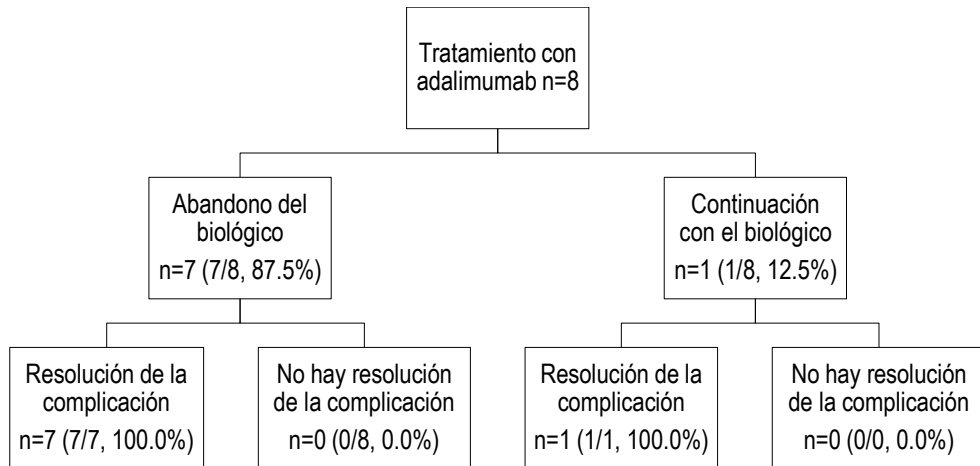 Tratamiento con
adalimumab n=8
Abandono del
biológico
n=7 (7/8, 87.5%)
Continuación
con el biológico
n=1 (1/8, 12.5%)
Resolución de la
complicación
n=7 (7/7, 100.0%)
No hay resolución
de la complicación
n=0 (0/8, 0.0%)
Resolución de la
complicación
n=1 (1/1, 100.0%)
No hay resolución
de la complicación
n=0 (0/0, 0.0%)